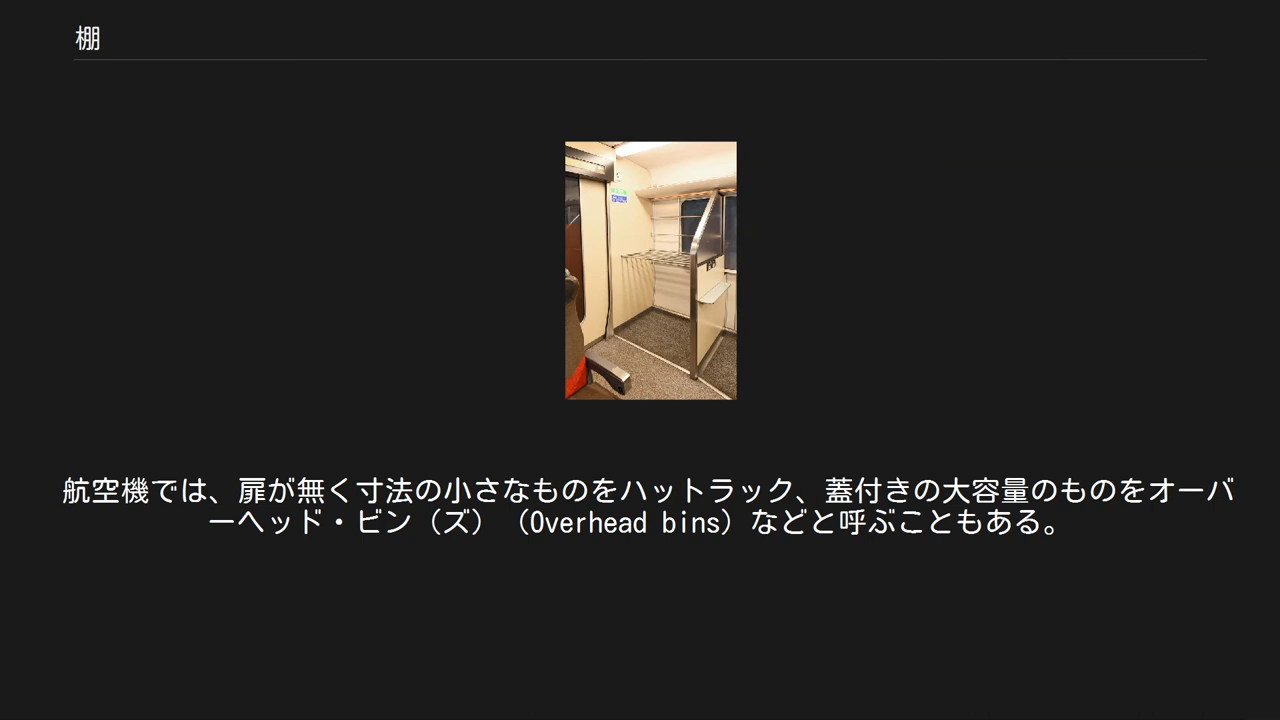 棚
航空機では、扉が無く寸法の小さなものをハットラック、蓋付きの大容量のものをオーバ
ーヘッド・ビン（ズ）（Overhead bins）などと呼ぶこともある。